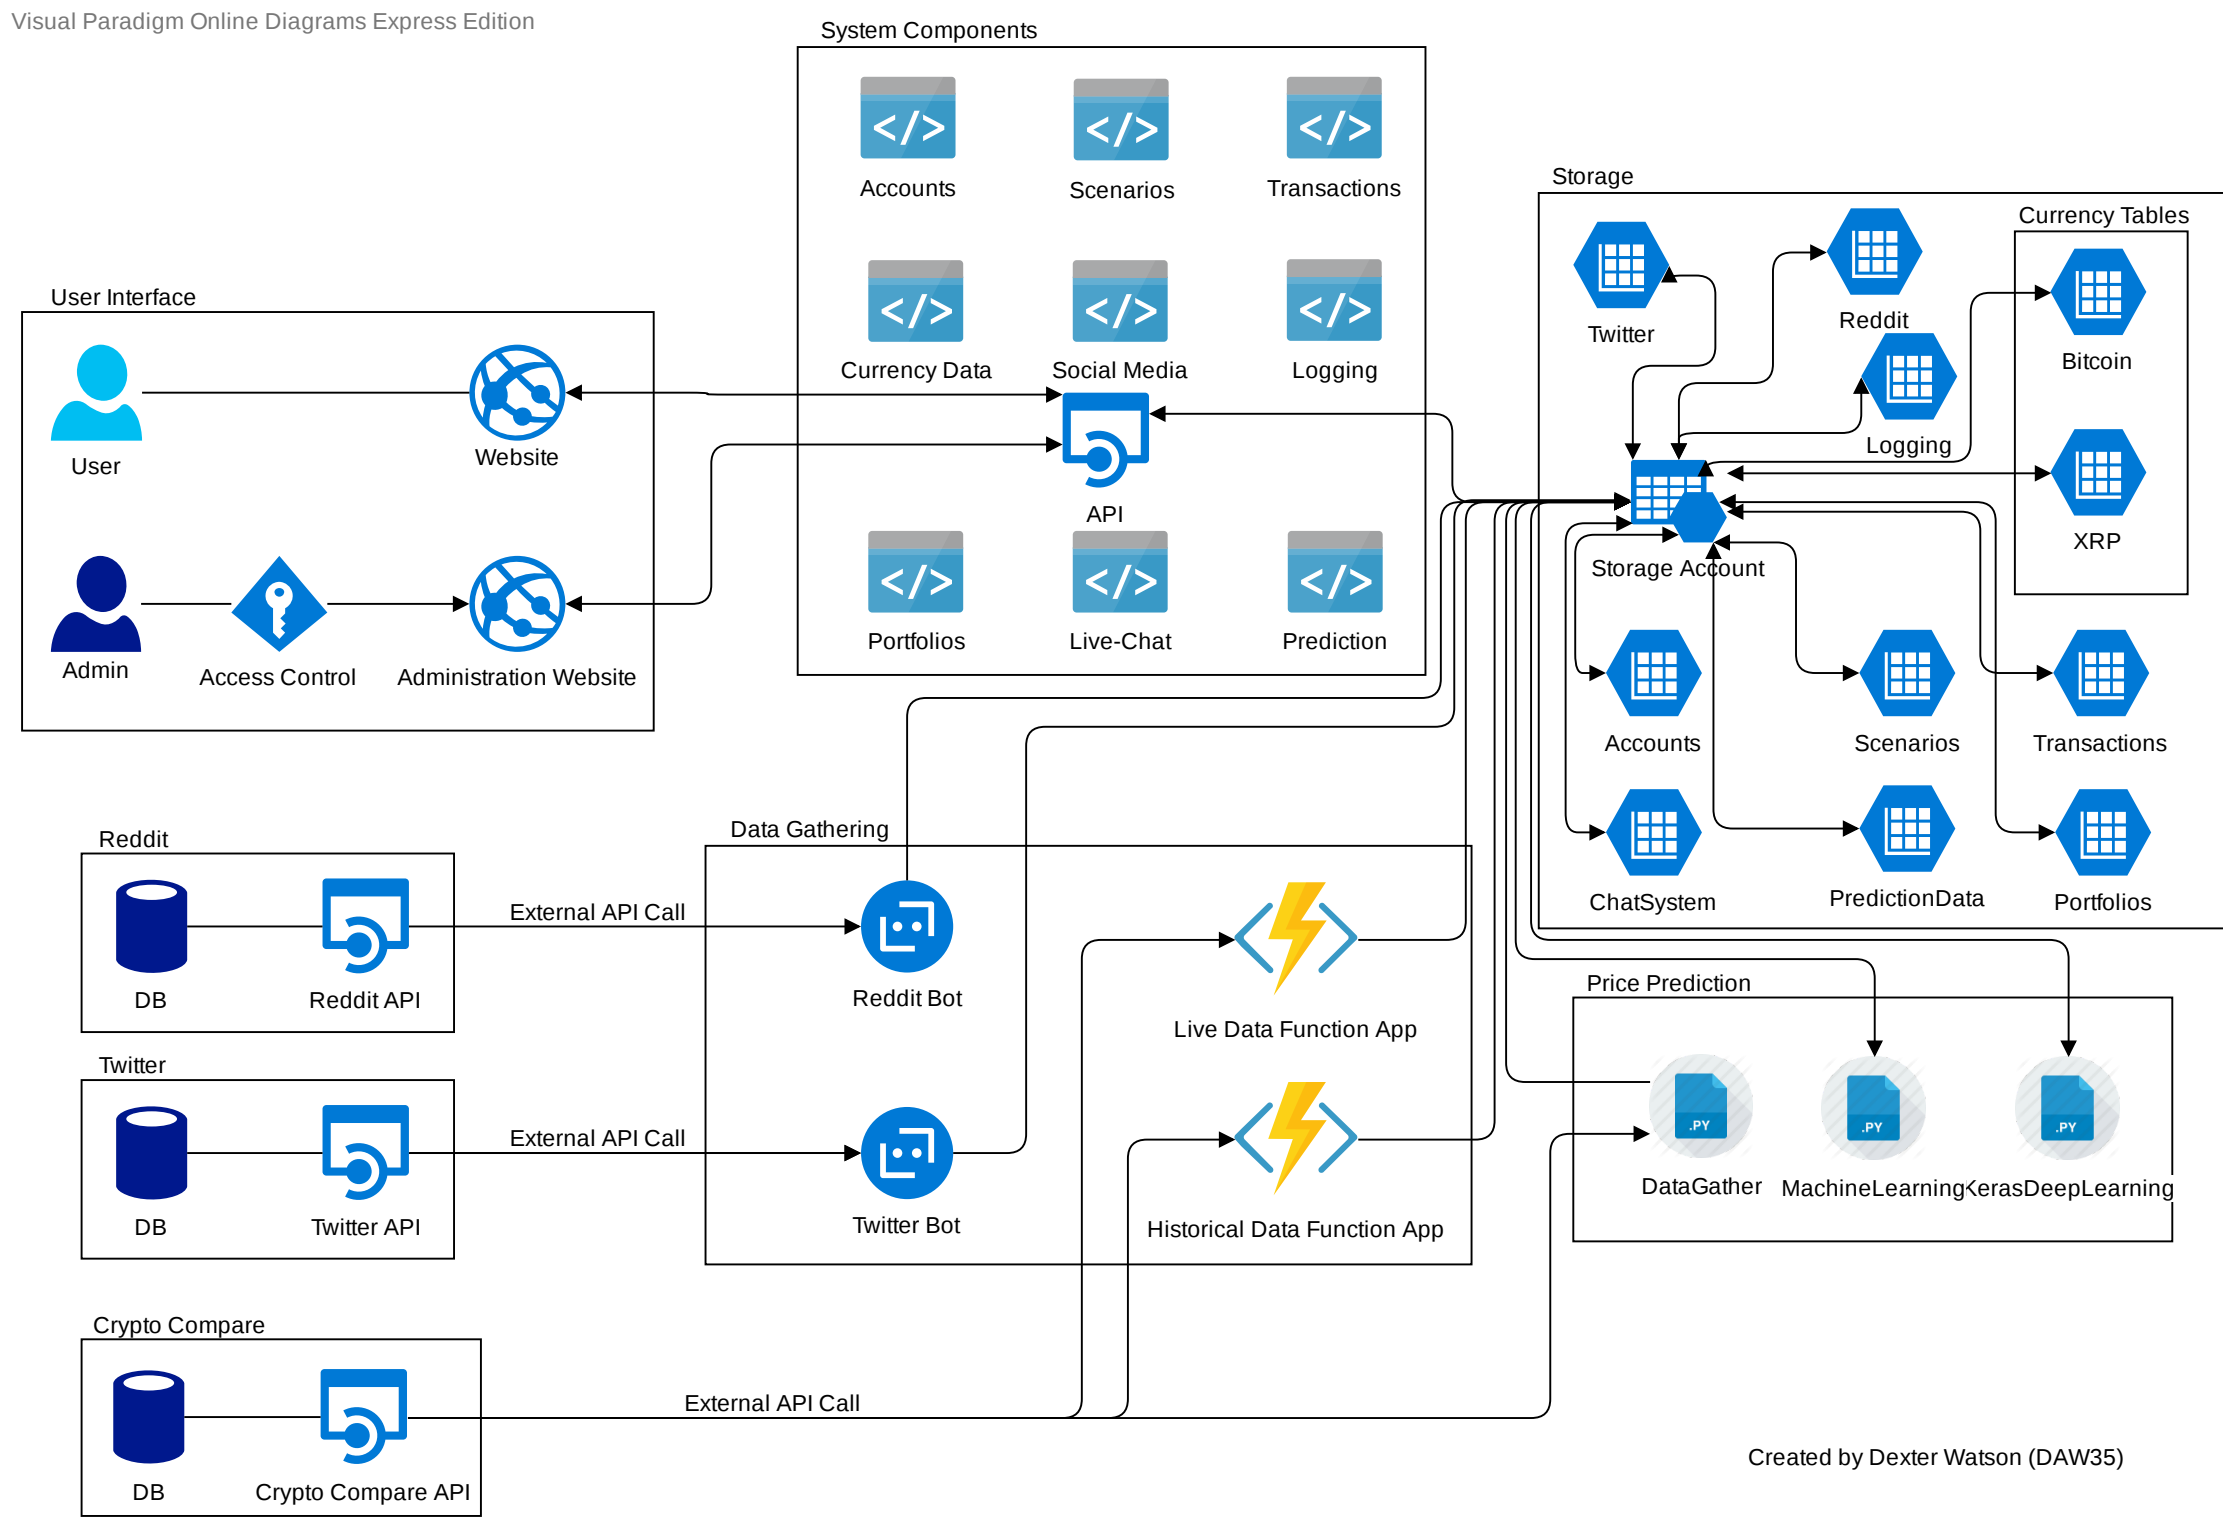 Visual Paradigm Online Diagrams Express Edition
System Components
Accounts
Scenarios
Transactions
Currency Data
Social Media
Logging
API
Portfolios
Live-Chat
Prediction
User Interface
User
Website
Admin
Access Control
Administration Website
Storage
Currency Tables
Twitter
Reddit
Bitcoin
Logging
XRP
Storage Account
Accounts
Scenarios
Transactions
ChatSystem
PredictionData
Portfolios
Reddit
DB
Reddit API
External API Call
Twitter
DB
Twitter API
External API Call
Data Gathering
Reddit Bot
Live Data Function App
Twitter Bot
Historical Data Function App
Price Prediction
.PY
.PY
.PY
DataGather
MachineLearning
KerasDeepLearning
Crypto Compare
DB
Crypto Compare API
External API Call
Created by Dexter Watson (DAW35)